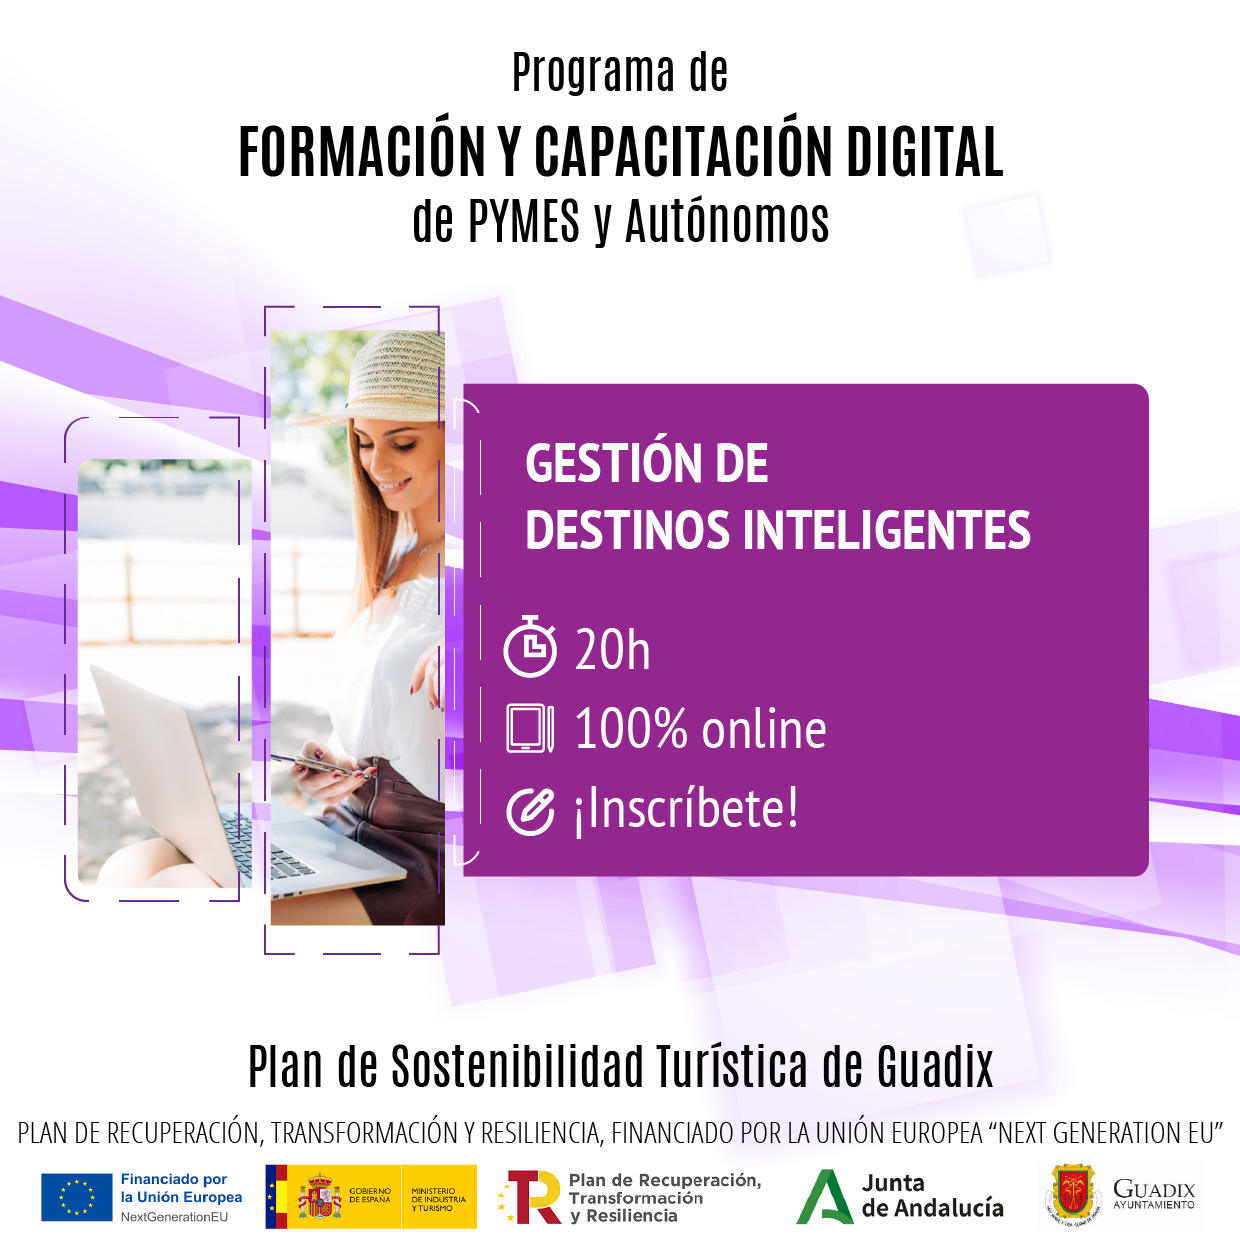 Programa de
FORMACIÓN Y CAPACITACIÓN DIGITAL
de PYMES y Autónomos
GESTIÓN DE
DESTINOS INTELIGENTES
20h
100% online
¡Inscríbete!
Plan de Sostenibilidad Turística de Guadix
PLAN DE RECUPERACIÓN, TRANSFORMACIÓN Y RESILIENCIA, FINANCIADO POR LA UNIÓN EUROPEA “NEXT GENERATION EU”
Financiado por
la Unión Europea
NextGenerationEU
GOBIERNO
DE ESPAÑA
MINISTERIO
DE INDUSTRIA
Y TURISMO
Plan de Recuperación,
Transformación
y Resiliencia
Junta
de Andalucía
GUADIX
AYUNTAMIENTO